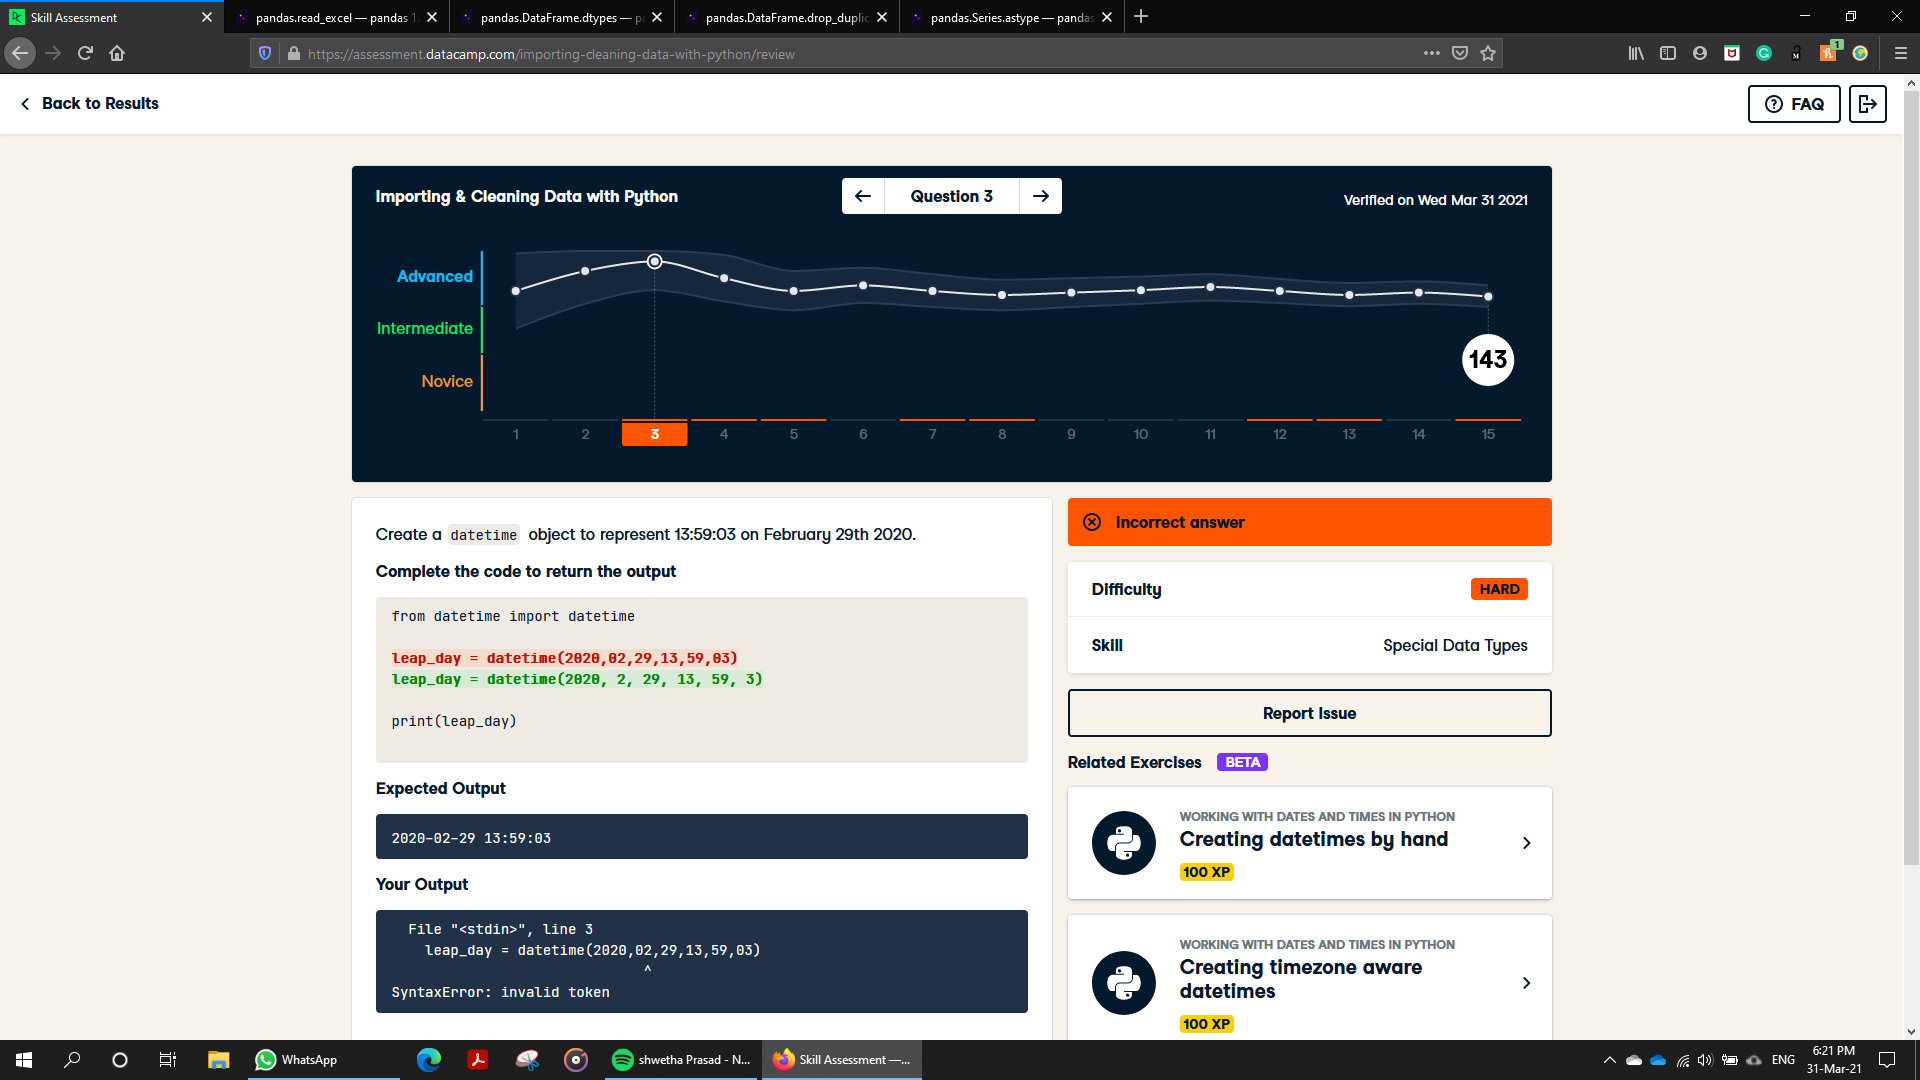 Skill Assessment
pandas.read_excel — pandas 1.
pandas.DataFrame.dtypes — p
pandas.DataFrame.drop_duplic
pandas.Series.astype — pandas
https://assessment.datacamp.com/importing-cleaning-data-with-python/review
1
Back to Results
FAQ
Importing & Cleaning Data with Python
Question 3
Verified on Wed Mar 31 2021
Advanced
Intermediate
Novice
143
1 2 3 4 5 6 7 8 9 10 11 12 13 14 15
Create a datetime object to represent 13:59:03 on February 29th 2020.
Complete the code to return the output
from datetime import datetime
leap_day = datetime(2020,02,29,13,59,03)
leap_day = datetime(2020, 2, 29, 13, 59, 3)
print(leap_day)
Expected Output
2020-02-29 13:59:03
Your Output
File "<stdin>", line 3
leap_day = datetime(2020,02,29,13,59,03)
^
SyntaxError: invalid token
Incorrect answer
Difficulty
HARD
Skill
Special Data Types
Report Issue
Related Exercises
BETA
WORKING WITH DATES AND TIMES IN PYTHON
Creating datetimes by hand
100 XP
WORKING WITH DATES AND TIMES IN PYTHON
Creating timezone aware
datetimes
100 XP
WhatsApp
shwetha Prasad - N...
Skill Assessment —...
ENG
6:21 PM
31-Mar-21